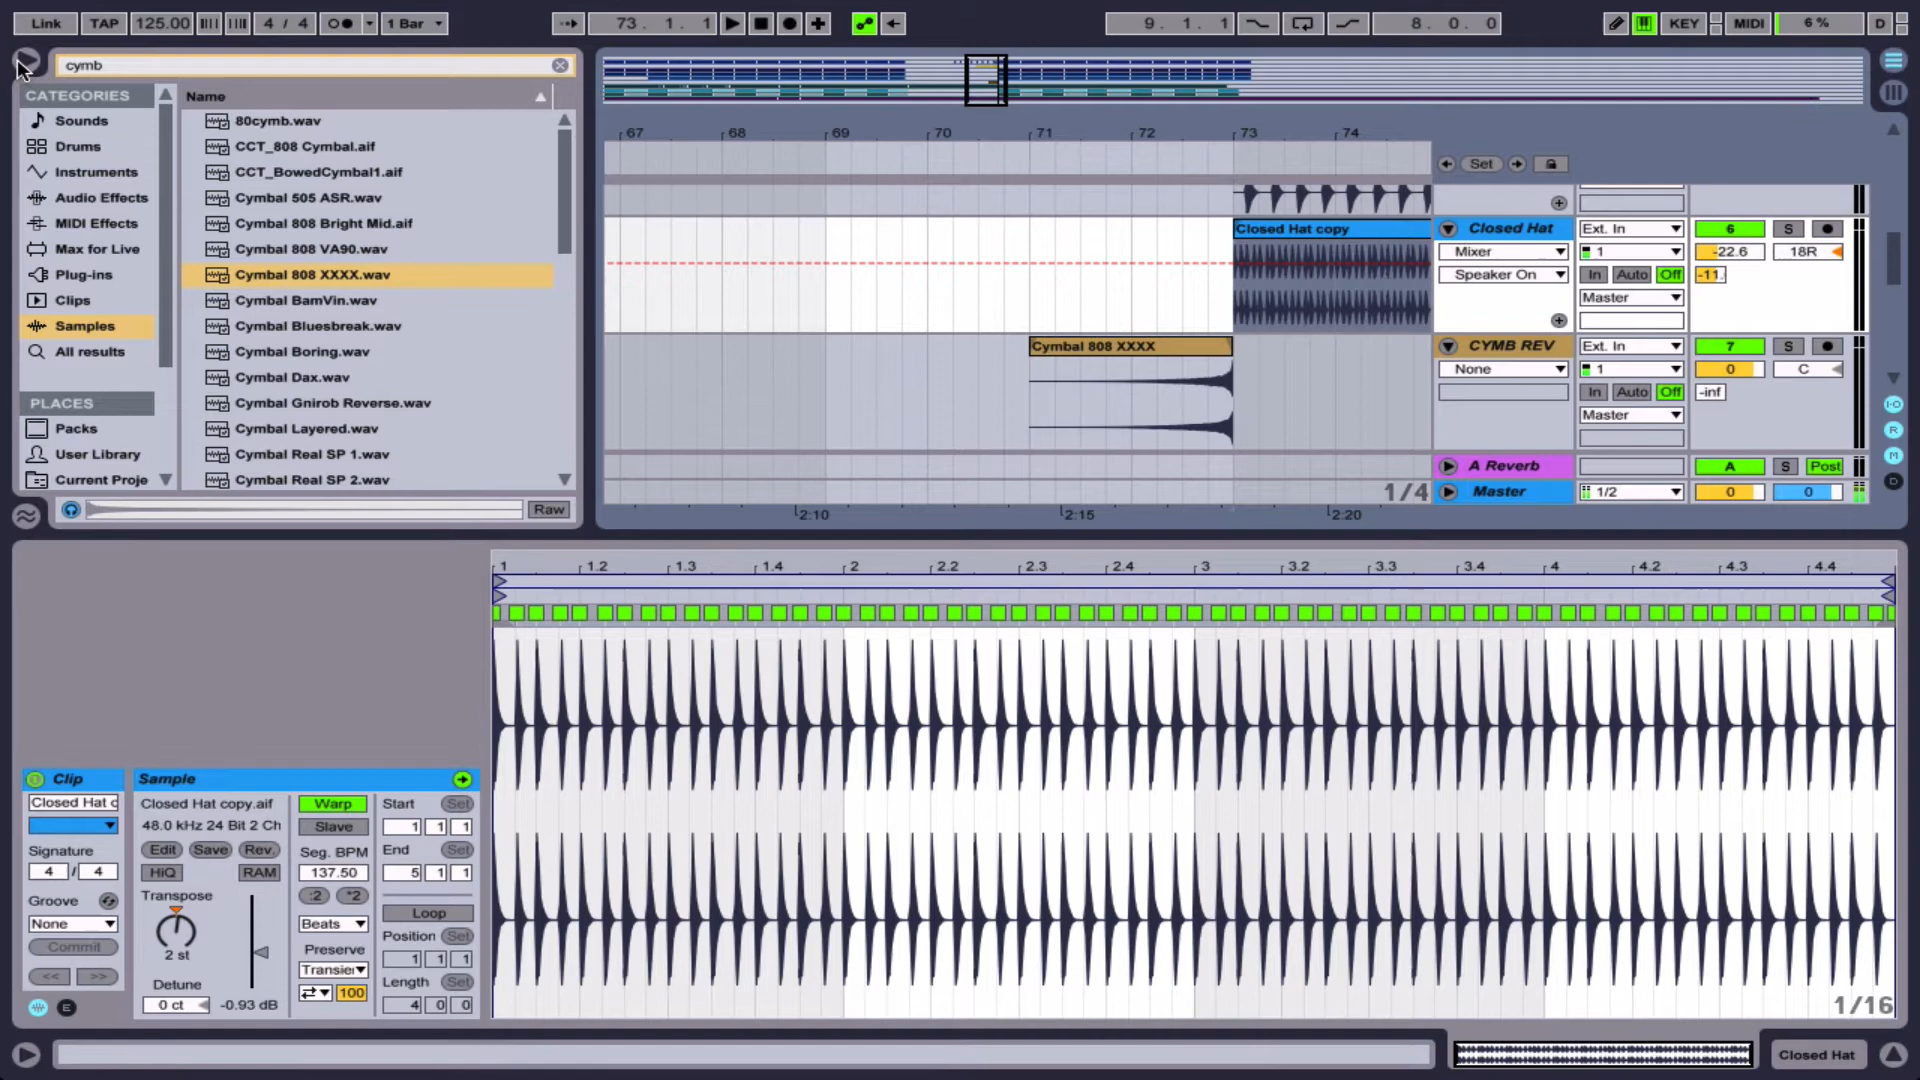 Link TAP 125.00 4 / 4 1 Bar 73 . 1 . 1 9 . 1 . 1 8 . 0 . 0 KEY MIDI 6 % D
cymb
CATEGORIES
Sounds
Drums
Instruments
Audio Effects
MIDI Effects
Max for Live
Plug-ins
Clips
Samples
All results
PLACES
Packs
User Library
Current Proje
Name
80cymb.wav
CCT_808 Cymbal.aif
CCT_BowedCymbal1.aif
Cymbal 505 ASR.wav
Cymbal 808 Bright Mid.aif
Cymbal 808 VA90.wav
Cymbal 808 XXXX.wav
Cymbal BamVin.wav
Cymbal Bluesbreak.wav
Cymbal Boring.wav
Cymbal Dax.wav
Cymbal Gnirob Reverse.wav
Cymbal Layered.wav
Cymbal Real SP 1.wav
Cymbal Real SP 2.wav
Raw
67 68 69 70 71 72 73 74
Set
Closed Hat copy Closed Hat Ext. In 6 S
Mixer 1 -22.6 18R
Speaker On In Auto Off -11.
Master
Cymbal 808 XXXX CYMB REV Ext. In 7 S
None 1 0 C
In Auto Off -inf
Master
A Reverb A S Post
1/4 Master 1/2 0 0
2:10 2:15 2:20
I-O
R
M
D
1 1.2 1.3 1.4 2 2.2 2.3 2.4 3 3.2 3.3 3.4 4 4.2 4.3 4.4
1/16
Clip
Closed Hat c
Signature
4 / 4
Groove
None
Commit
<< >>
E
Sample
Closed Hat copy.aif
48.0 kHz 24 Bit 2 Ch
Edit Save Rev.
HiQ RAM
Transpose
2 st
Detune
0 ct -0.93 dB
Warp
Slave
Seg. BPM
137.50
:2 *2
Beats
Preserve
Transien
100
Start Set
1 1 1
End Set
5 1 1
Loop
Position Set
1 1 1
Length Set
4 0 0
Closed Hat